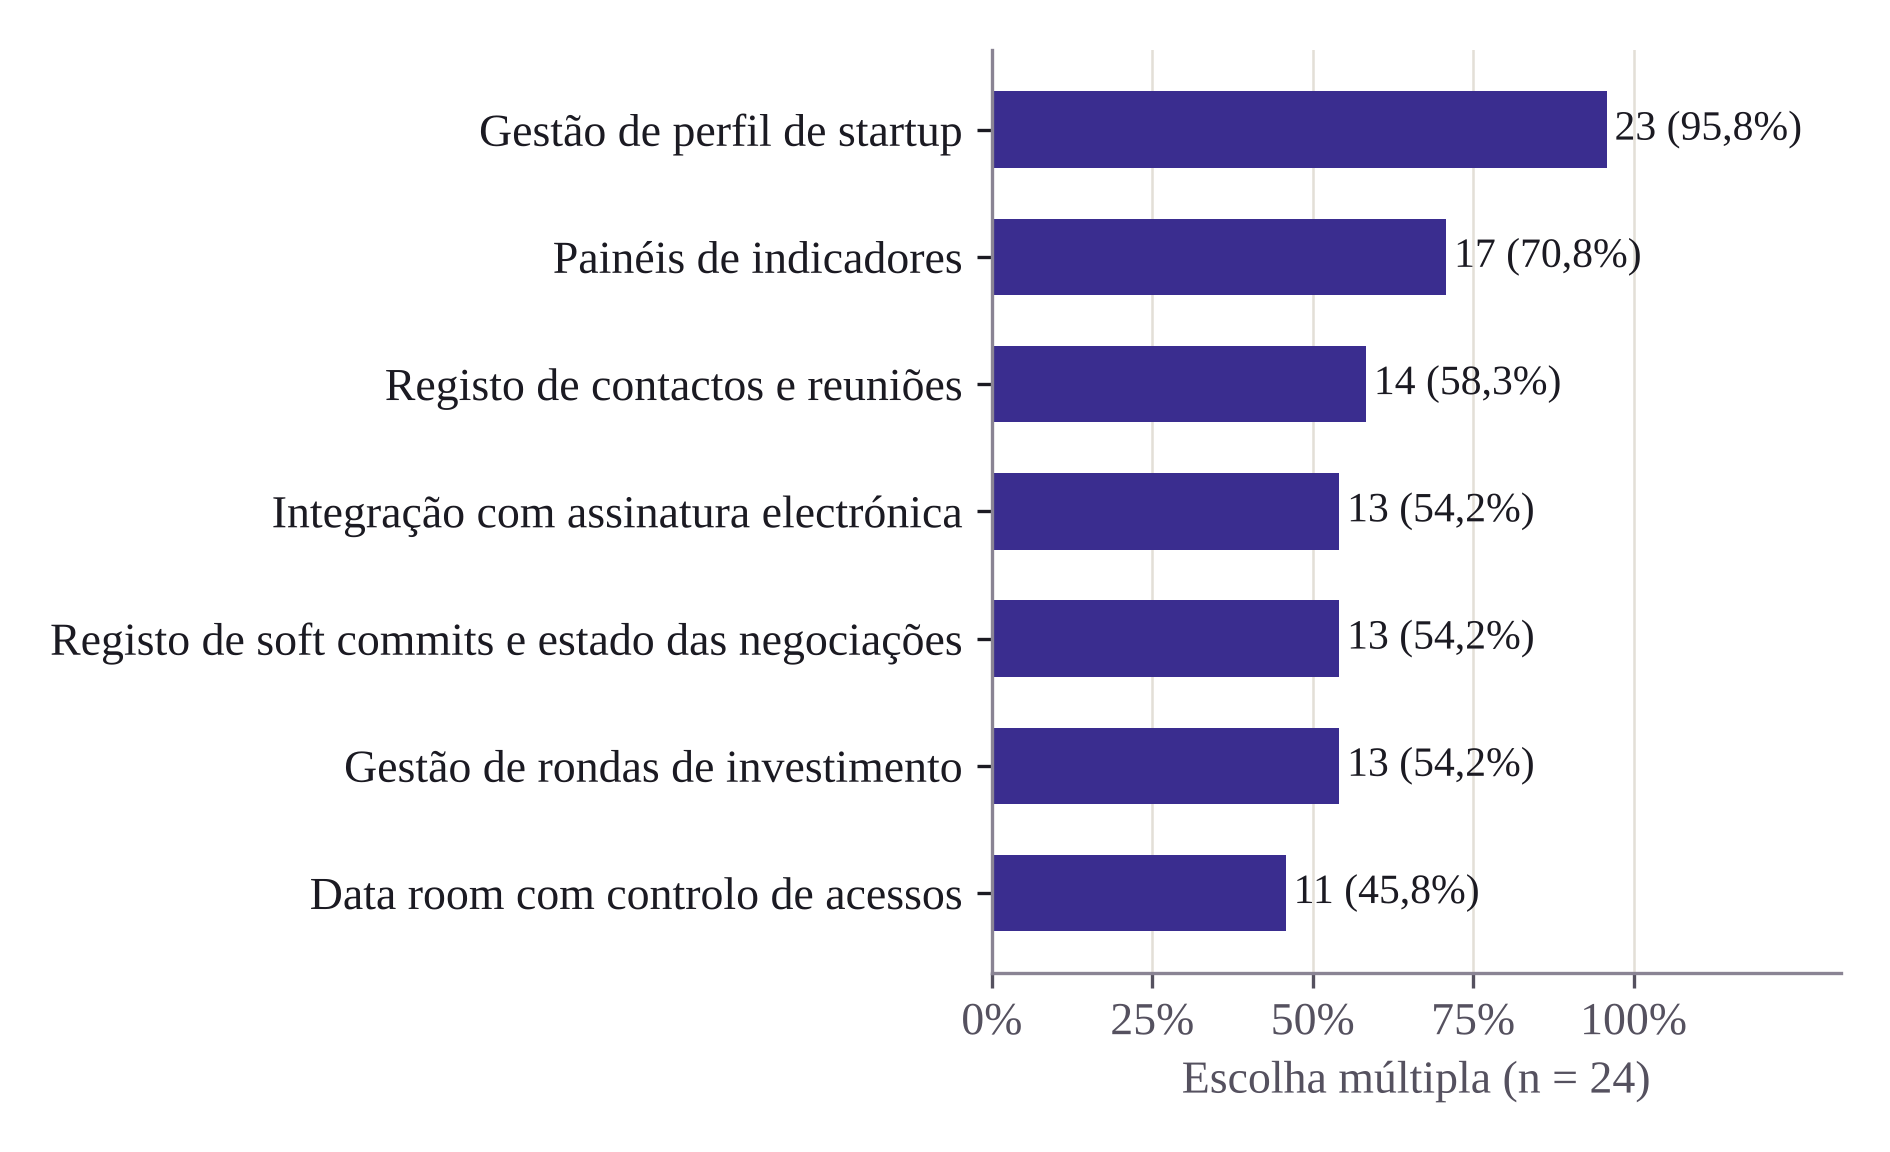 Gestão de perfil de startup 23 (95,8%)
Painéis de indicadores 17 (70,8%)
Registo de contactos e reuniões 14 (58,3%)
Integração com assinatura electrónica 13 (54,2%)
Registo de soft commits e estado das negociações 13 (54,2%)
Gestão de rondas de investimento 13 (54,2%)
Data room com controlo de acessos 11 (45,8%)
0% 25% 50% 75% 100%
Escolha múltipla (n = 24)